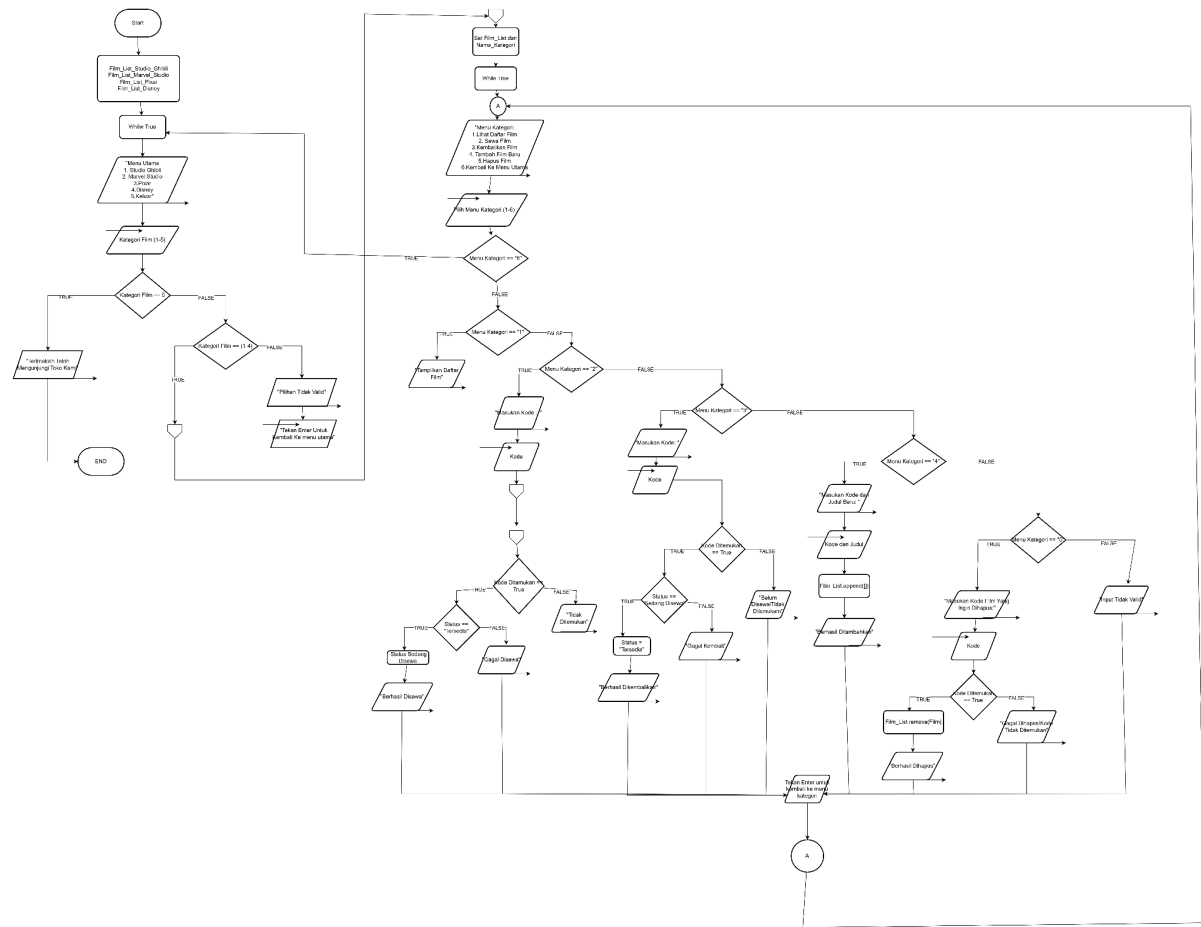 Start
Film_List_Studio_Ghibli
Film_List_Marvel_Studio
Film_List_Pixar
Film_List_Disney
While True
"Menu Utama
1. Studio Ghibli
2. Marvel Studio
3.Pixar
4.Disney
5.Keluar"
Kategori Film (1-5)
Kategori Film == 5
TRUE
FALSE
"Terimakasih Telah
Mengunjungi Toko Kami"
END
Kategori Film == (1-4)
TRUE
FALSE
"Pilihan Tidak Valid"
"Tekan Enter Untuk
Kembali Ke menu utama"
Set Film_List dan
Nama_Kategori
While True
A
"Menu Kategori
1.Lihat Daftar Film
2. Sewa Film
3.Kembalikan Film
4. Tambah Film Baru
5.Hapus Film
6.Kembali Ke Menu Utama
Pilih Menu Kategori (1-6)
Menu Kategori == "6"
TRUE
FALSE
Menu Kategori == "1"
TRUE
FALSE
"Tampilkan Daftar
Film"
Menu Kategori == "2"
TRUE
FALSE
"Masukan Kode : "
Kode
Menu Kategori == "3"
TRUE
FALSE
"Masukan Kode: "
Kode
Menu Kategori == "4"
TRUE
FALSE
"Masukan Kode dan
Judul Baru: "
Kode dan Judul
Film_List.append([])
"Berhasil Ditambahkan"
Menu Kategori == "5"
TRUE
FALSE
"Masukan Kode Film Yang
Ingin Dihapus:
"Input Tidak Valid"
Kode
Kode Ditemukan
== True
TRUE
FALSE
Film_List.remove(Film)
"Gagal Dihapus/Kode
Tidak Ditemukan"
"Berhasil Dihapus"
Kode Ditemukan ==
True
TRUE
FALSE
"Tidak
Ditemukan"
Status ==
"Tersedia"
TRUE
FALSE
Status Sedang
Disewa
"Gagal Disewa"
"Berhasil Disewa"
Kode Ditemukan
== True
TRUE
FALSE
Status ==
"Sedang Disewa"
TRUE
FALSE
"Belum
Disewa/Tidak
Ditemukan"
Status =
"Tersedia"
"Gagal Kembali"
"Berhasil Dikembalikan"
Tekan Enter untuk
kembali ke menu
kategori
A